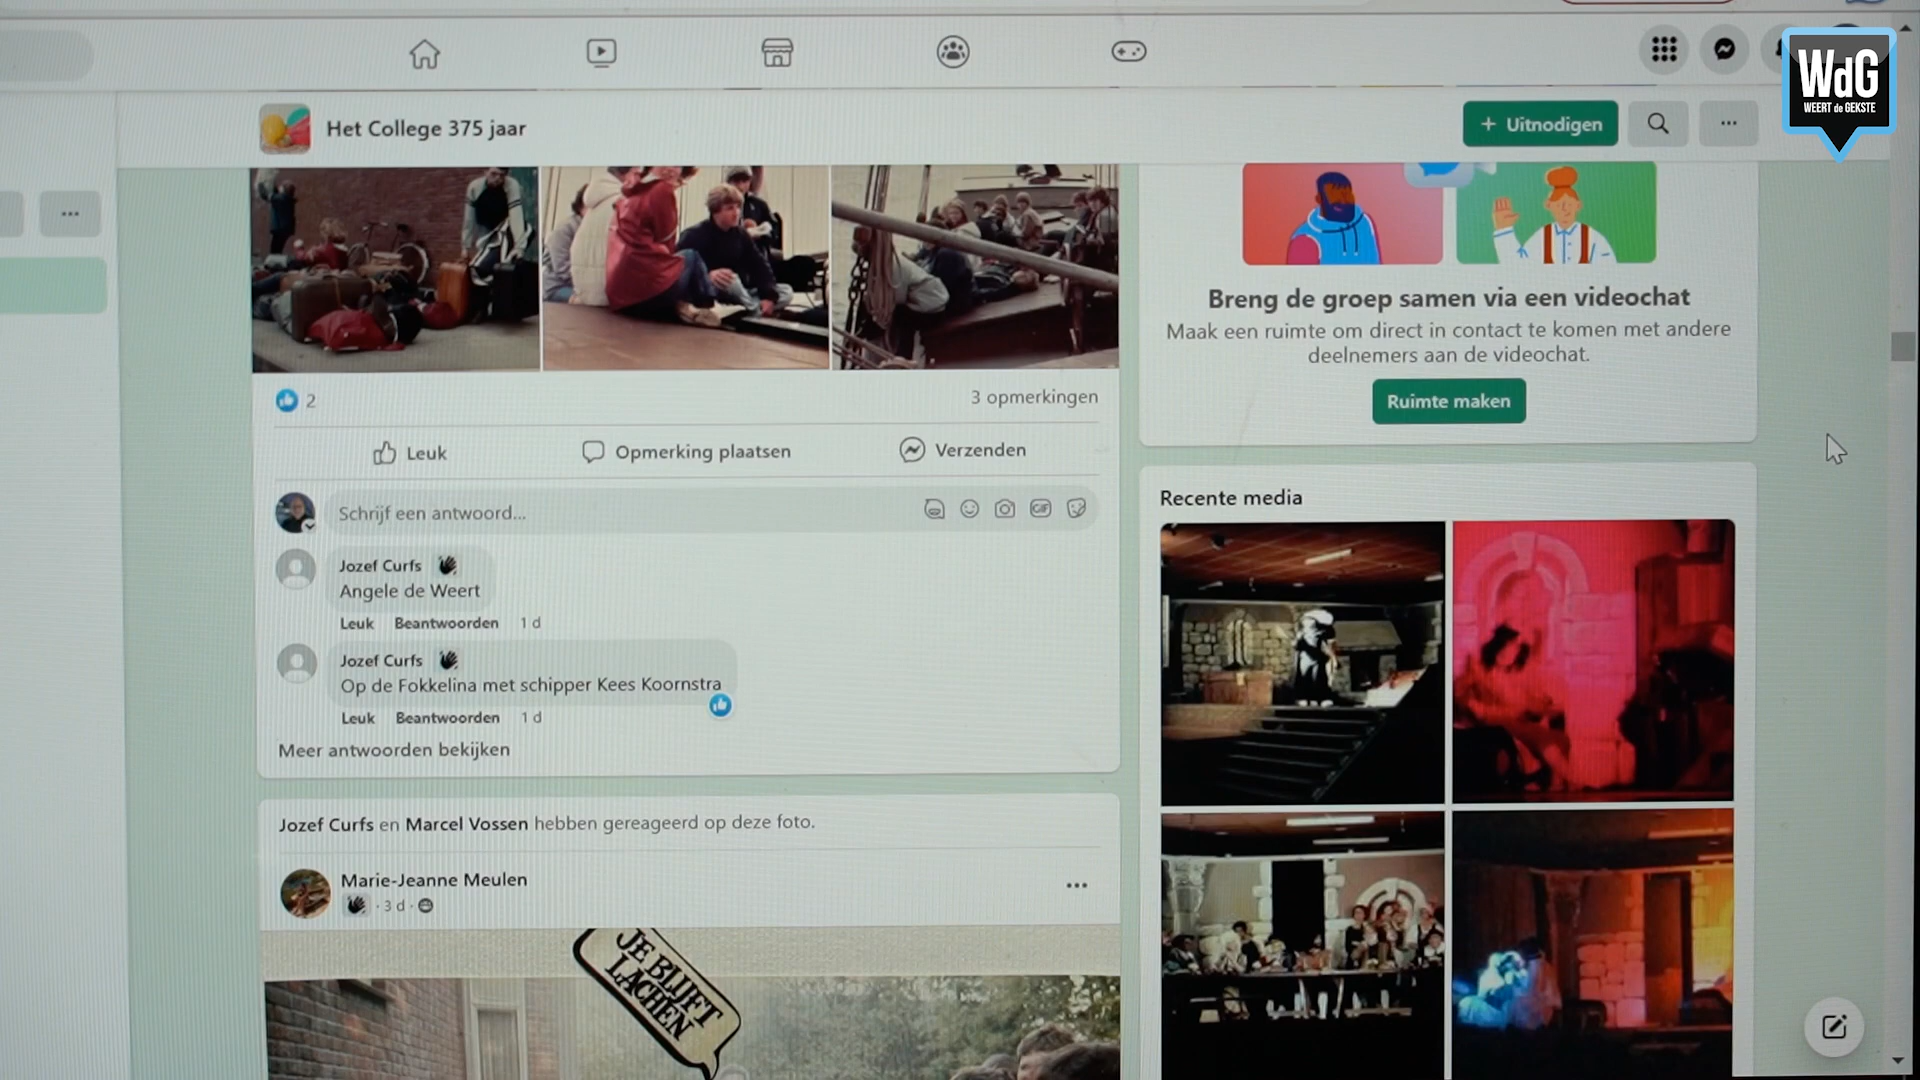 WdG
WEERT de GEKSTE
Het College 375 jaar
+ Uitnodigen
Breng de groep samen via een videochat
Maak een ruimte om direct in contact te komen met andere
deelnemers aan de videochat.
Ruimte maken
2
3 opmerkingen
Leuk
Opmerking plaatsen
Verzenden
Schrijf een antwoord...
GIF
Jozef Curfs
Angele de Weert
Leuk Beantwoorden 1 d
Jozef Curfs
Op de Fokkelina met schipper Kees Koornstra
Leuk Beantwoorden 1 d
Meer antwoorden bekijken
Recente media
Jozef Curfs en Marcel Vossen hebben gereageerd op deze foto.
Marie-Jeanne Meulen
· 3 d ·
JE BLIJFT
LACHEN